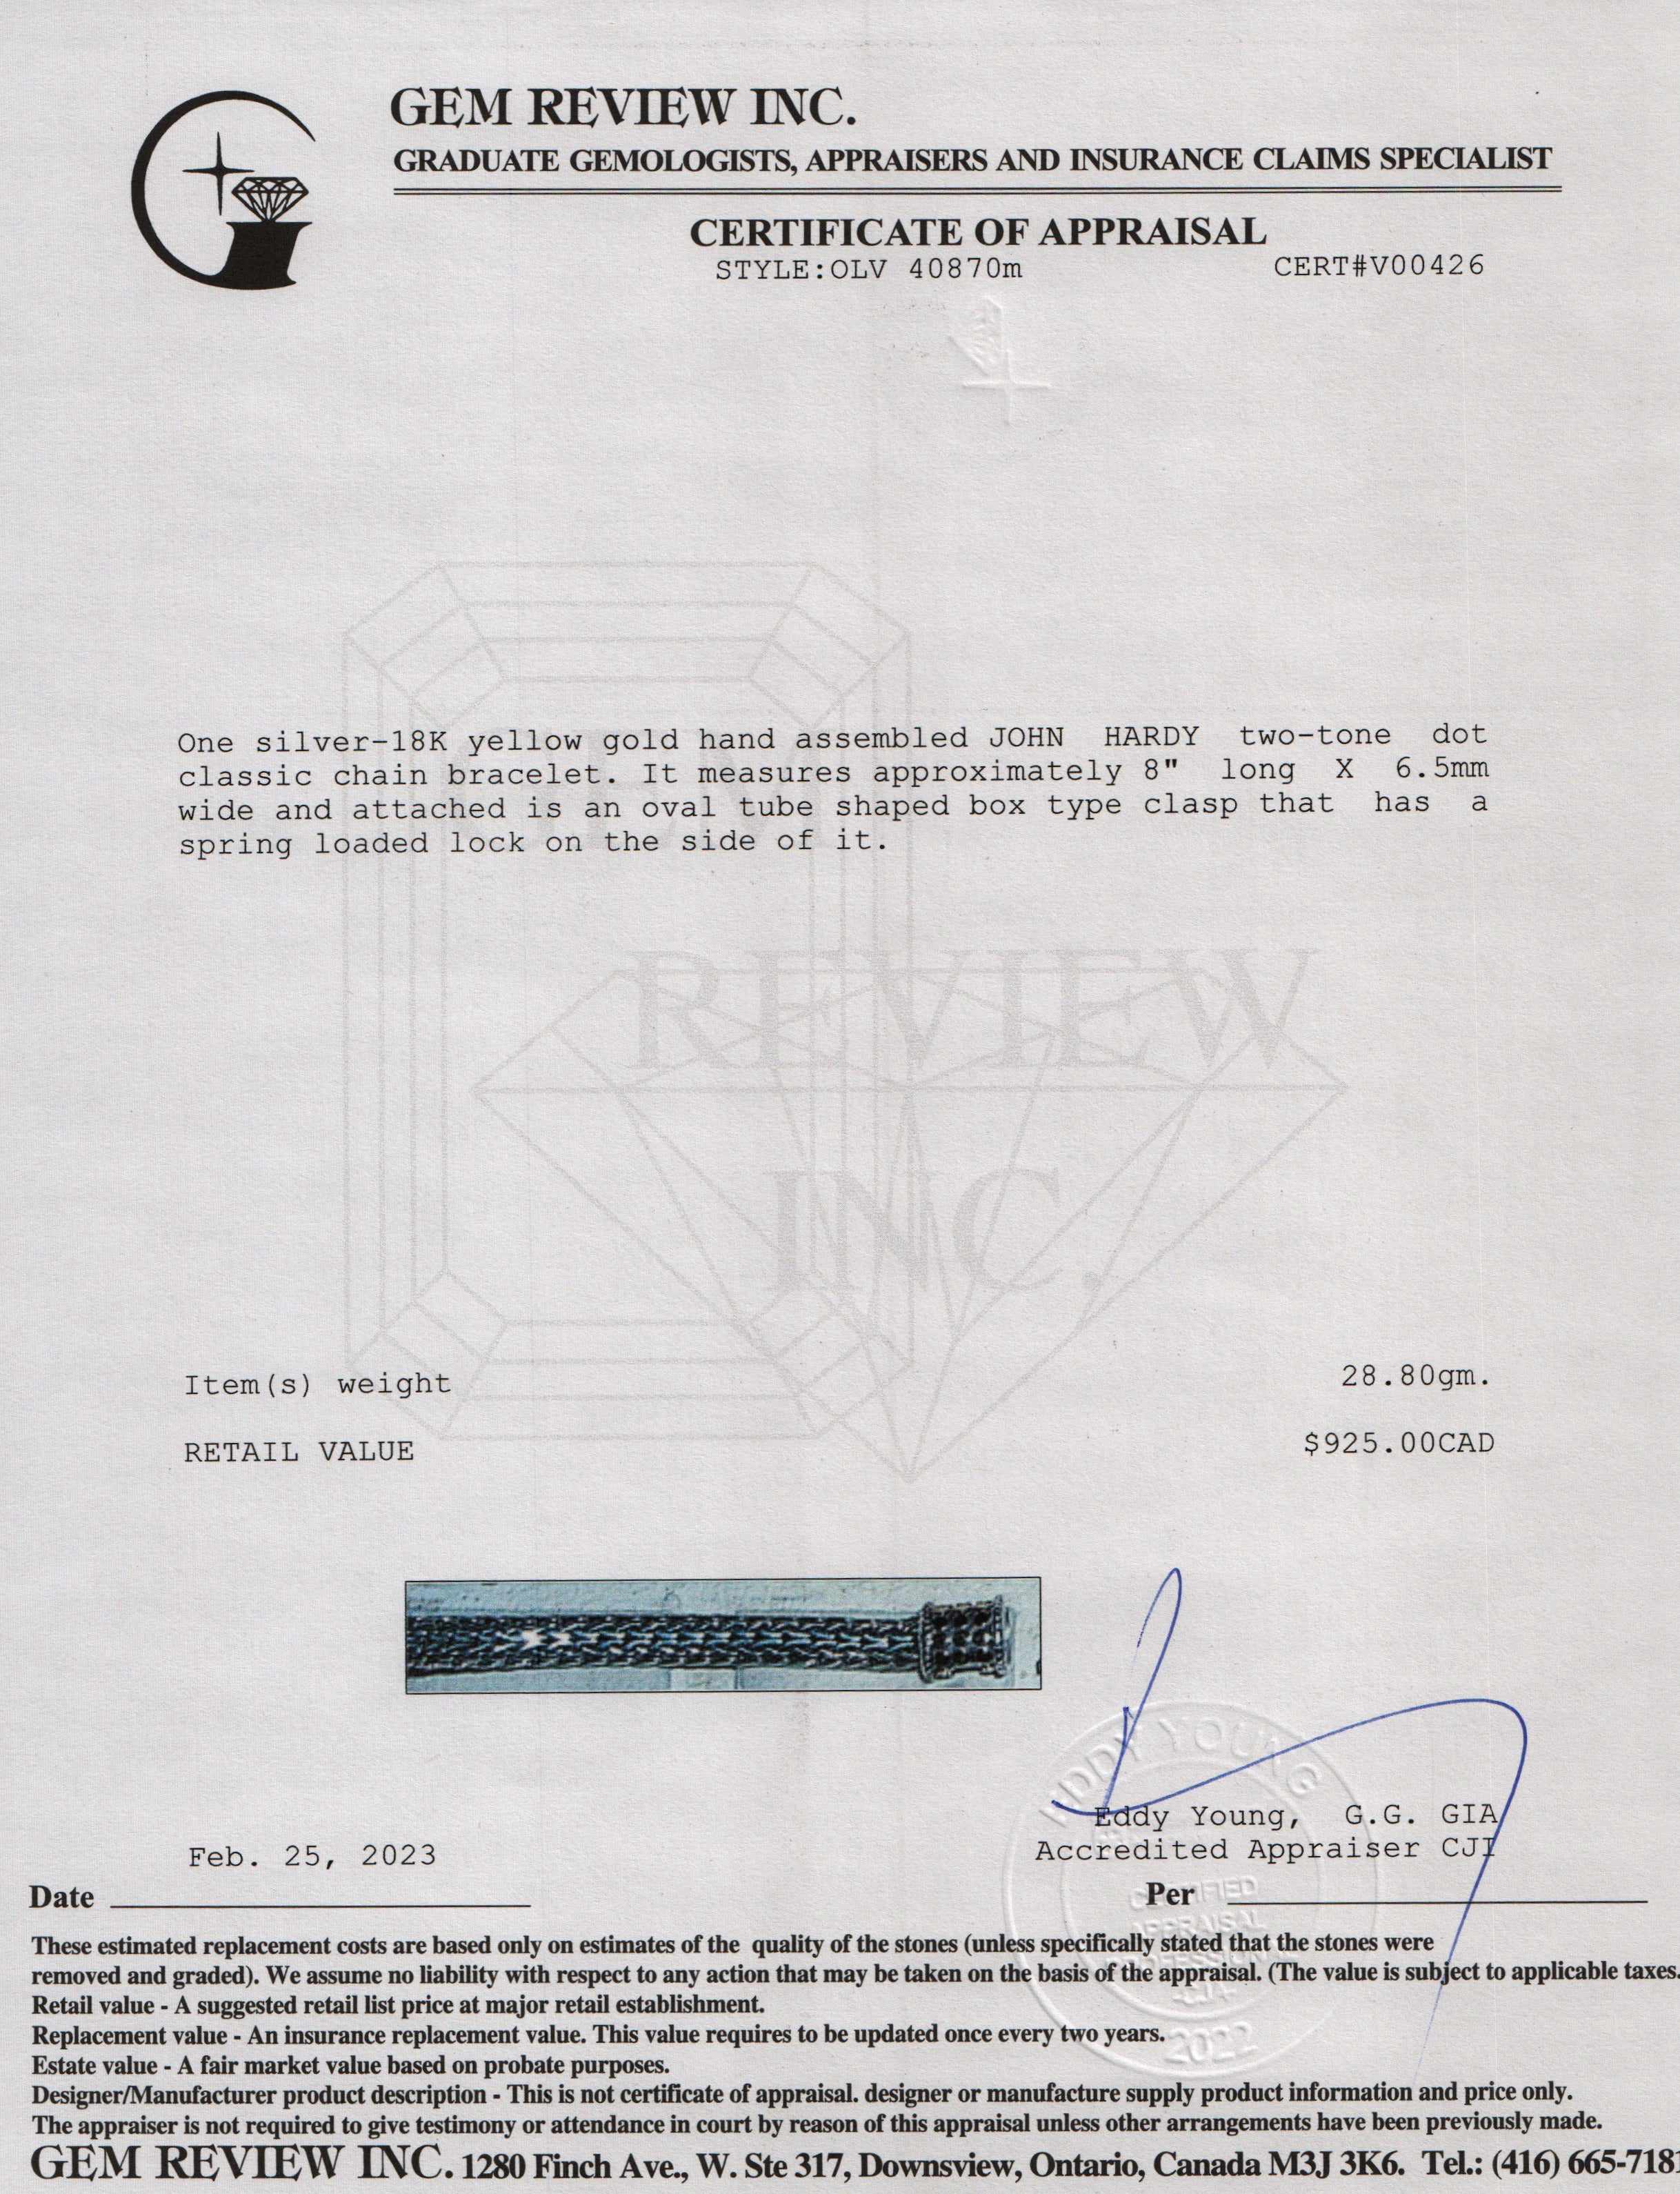 GEM REVIEW INC.
GRADUATE GEMOLOGISTS, APPRAISERS AND INSURANCE CLAIMS SPECIALIST
CERTIFICATE OF APPRAISAL
STYLE:OLV 40870m CERT#V00426
One silver-18K yellow gold hand assembled JOHN HARDY two-tone dot
classic chain bracelet. It measures approximately 8" long X 6.5mm
wide and attached is an oval tube shaped box type clasp that has a
spring loaded lock on the side of it.
REVIEW
INC.
Item(s) weight 28.80gm.
RETAIL VALUE $925.00CAD
EDDY YOUNG
Eddy Young, G.G. GIA
Accredited Appraiser CJI
Feb. 25, 2023
Date
Per
CERTIFIED
APPRAISAL
PROFESSIONAL
2022
These estimated replacement costs are based only on estimates of the quality of the stones (unless specifically stated that the stones were
removed and graded). We assume no liability with respect to any action that may be taken on the basis of the appraisal. (The value is subject to applicable taxes.
Retail value - A suggested retail list price at major retail establishment.
Replacement value - An insurance replacement value. This value requires to be updated once every two years.
Estate value - A fair market value based on probate purposes.
Designer/Manufacturer product description - This is not certificate of appraisal. designer or manufacture supply product information and price only.
The appraiser is not required to give testimony or attendance in court by reason of this appraisal unless other arrangements have been previously made.
GEM REVIEW INC. 1280 Finch Ave., W. Ste 317, Downsview, Ontario, Canada M3J 3K6. Tel.: (416) 665-7181